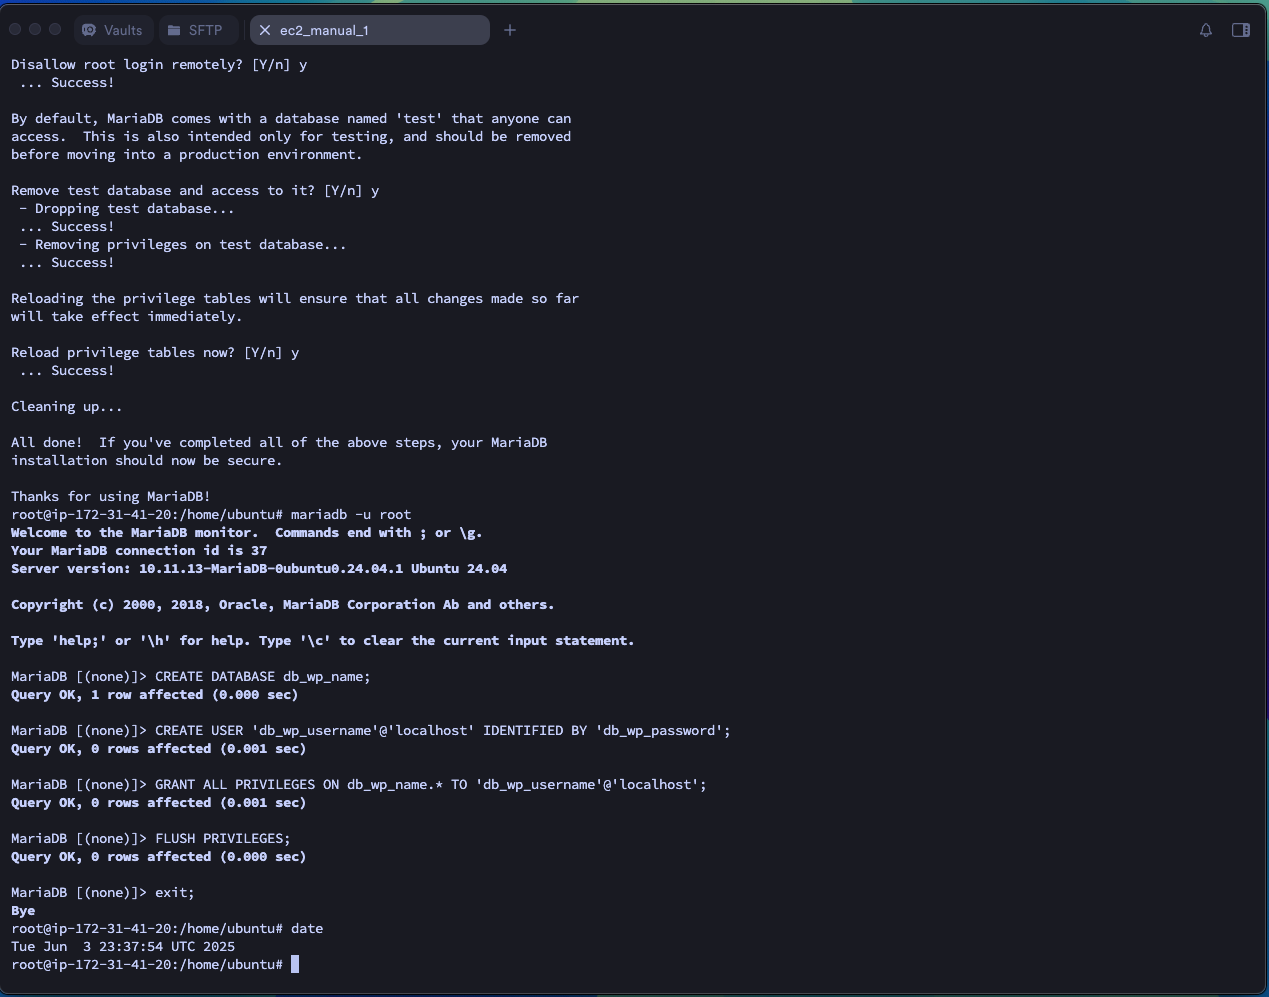 Vaults SFTP ec2_manual_1
Disallow root login remotely? [Y/n] y
 ... Success!
By default, MariaDB comes with a database named 'test' that anyone can
access.  This is also intended only for testing, and should be removed
before moving into a production environment.
Remove test database and access to it? [Y/n] y
 - Dropping test database...
 ... Success!
 - Removing privileges on test database...
 ... Success!
Reloading the privilege tables will ensure that all changes made so far
will take effect immediately.
Reload privilege tables now? [Y/n] y
 ... Success!
Cleaning up...
All done!  If you've completed all of the above steps, your MariaDB
installation should now be secure.
Thanks for using MariaDB!
root@ip-172-31-41-20:/home/ubuntu# mariadb -u root
Welcome to the MariaDB monitor.  Commands end with ; or \g.
Your MariaDB connection id is 37
Server version: 10.11.13-MariaDB-0ubuntu0.24.04.1 Ubuntu 24.04
Copyright (c) 2000, 2018, Oracle, MariaDB Corporation Ab and others.
Type 'help;' or '\h' for help. Type '\c' to clear the current input statement.
MariaDB [(none)]> CREATE DATABASE db_wp_name;
Query OK, 1 row affected (0.000 sec)
MariaDB [(none)]> CREATE USER 'db_wp_username'@'localhost' IDENTIFIED BY 'db_wp_password';
Query OK, 0 rows affected (0.001 sec)
MariaDB [(none)]> GRANT ALL PRIVILEGES ON db_wp_name.* TO 'db_wp_username'@'localhost';
Query OK, 0 rows affected (0.001 sec)
MariaDB [(none)]> FLUSH PRIVILEGES;
Query OK, 0 rows affected (0.000 sec)
MariaDB [(none)]> exit;
Bye
root@ip-172-31-41-20:/home/ubuntu# date
Tue Jun  3 23:37:54 UTC 2025
root@ip-172-31-41-20:/home/ubuntu#